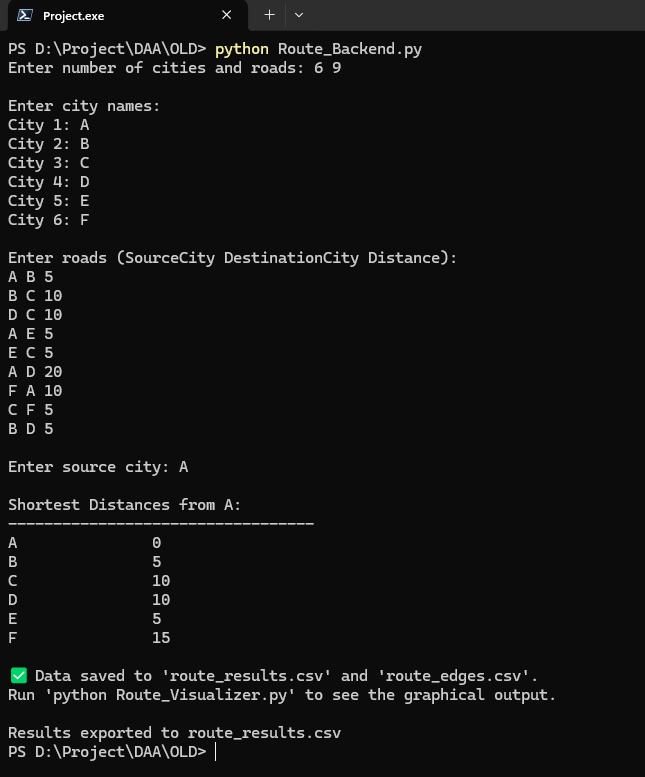 Project.exe
PS D:\Project\DAA\OLD> python Route_Backend.py
Enter number of cities and roads: 6 9
Enter city names:
City 1: A
City 2: B
City 3: C
City 4: D
City 5: E
City 6: F
Enter roads (SourceCity DestinationCity Distance):
A B 5
B C 10
D C 10
A E 5
E C 5
A D 20
F A 10
C F 5
B D 5
Enter source city: A
Shortest Distances from A:
----------------------------------
A 0
B 5
C 10
D 10
E 5
F 15
✅ Data saved to 'route_results.csv' and 'route_edges.csv'.
Run 'python Route_Visualizer.py' to see the graphical output.
Results exported to route_results.csv
PS D:\Project\DAA\OLD>